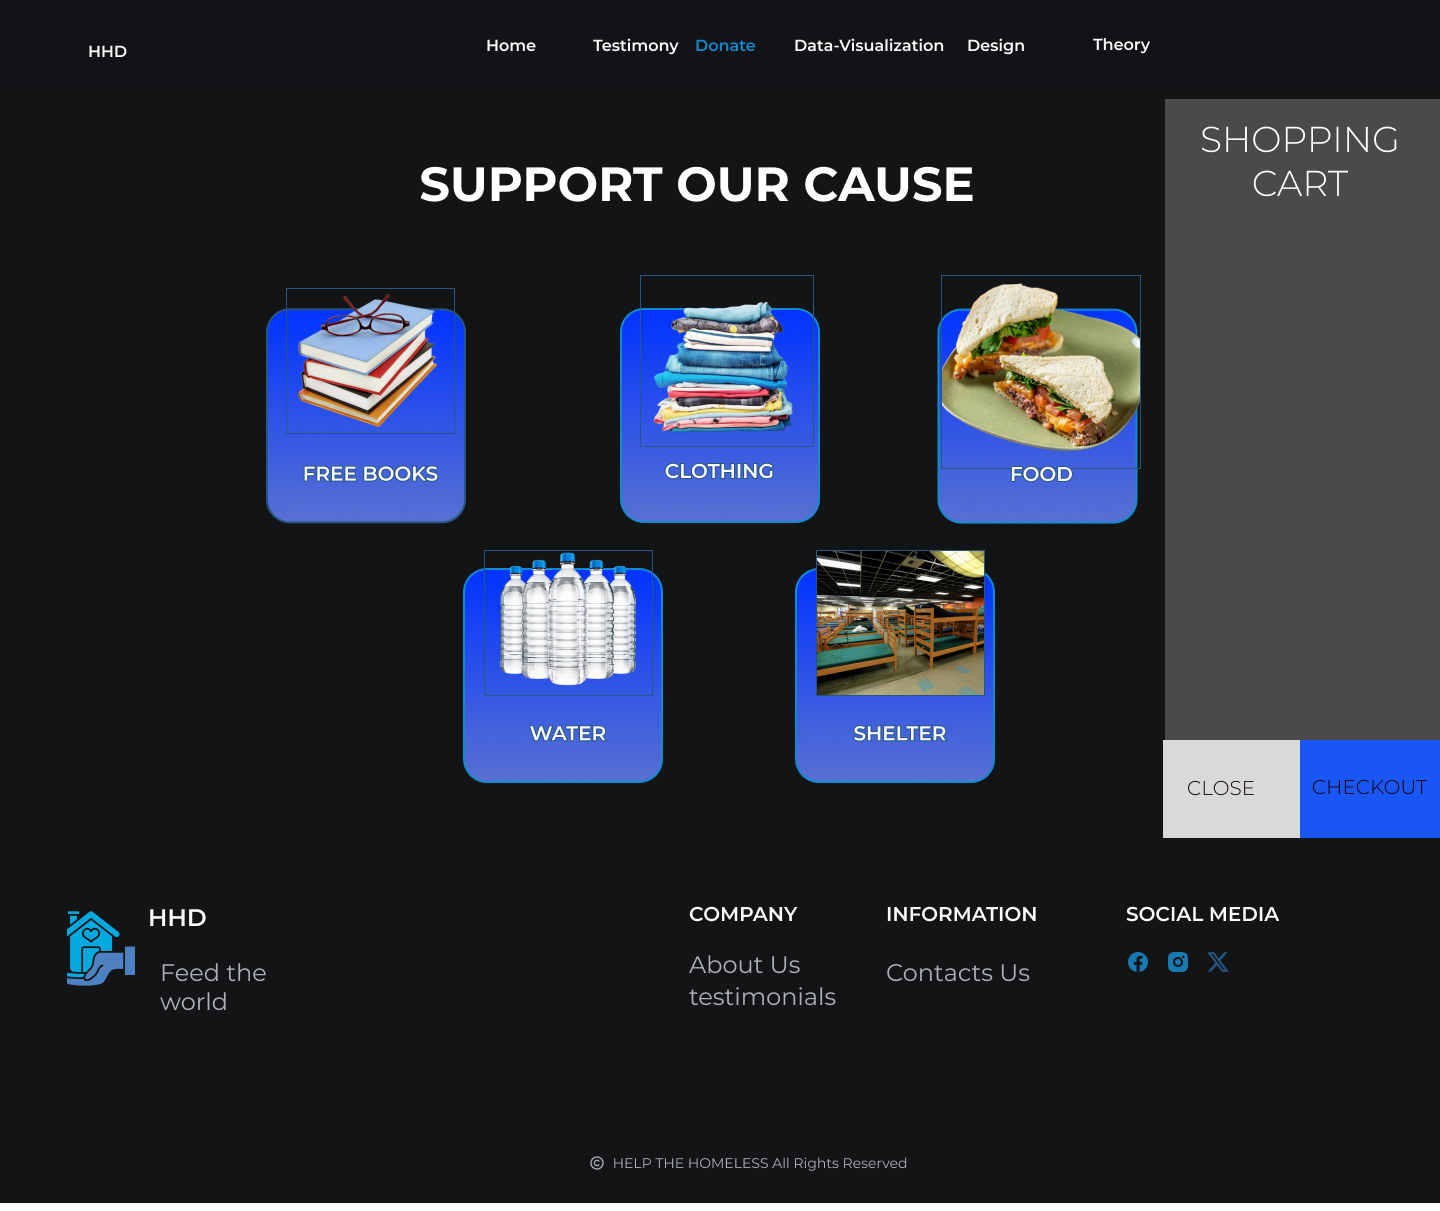 HHD
Home
Testimony
Donate
Data-Visualization
Design
Theory
SHOPPING
CART
SUPPORT OUR CAUSE
FREE BOOKS
CLOTHING
FOOD
WATER
SHELTER
CLOSE
CHECKOUT
HHD
Feed the
world
COMPANY
About Us
testimonials
INFORMATION
Contacts Us
SOCIAL MEDIA
© HELP THE HOMELESS All Rights Reserved